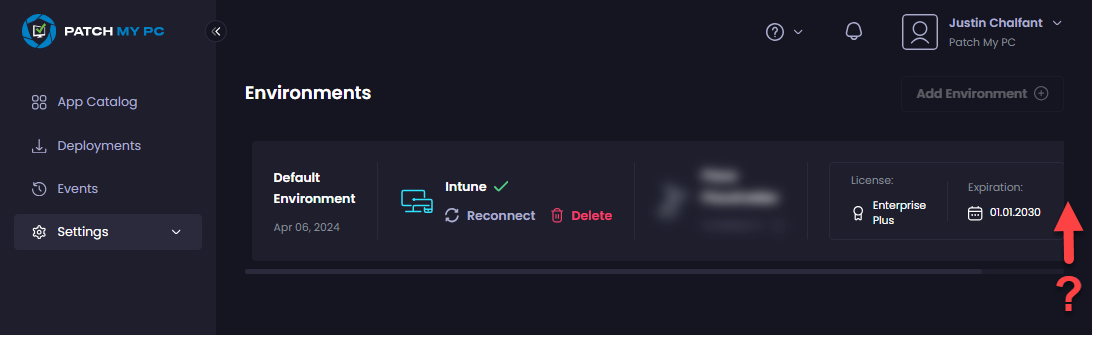 PATCH MY PC
Justin Chalfant
Patch My PC
App Catalog
Deployments
Events
Settings
Environments
Add Environment
Default
Environment
Apr 06, 2024
Intune
Reconnect
Delete
License:
Enterprise
Plus
Expiration:
01.01.2030
?